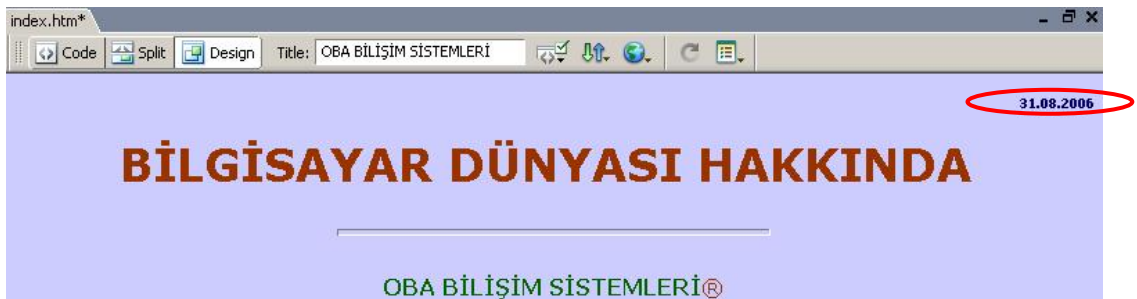 index.htm*
Code Split Design Title: OBA BİLİŞİM SİSTEMLERİ
31.08.2006
BİLGİSAYAR DÜNYASI HAKKINDA
OBA BİLİŞİM SİSTEMLERİ®